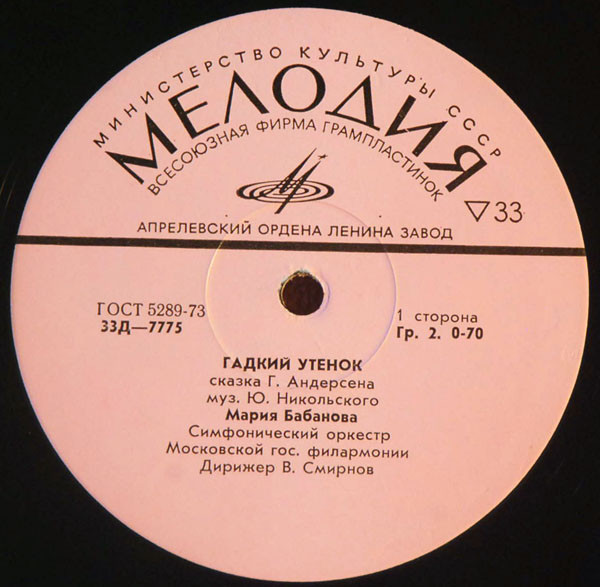 МИНИСТЕРСТВО КУЛЬТУРЫ СССР
МЕЛОДИЯ
ВСЕСОЮЗНАЯ ФИРМА ГРАМПЛАСТИНОК
▽33
АПРЕЛЕВСКИЙ ОРДЕНА ЛЕНИНА ЗАВОД
ГОСТ 5289-73
33Д—7775
1 сторона
Гр. 2. 0-70
ГАДКИЙ УТЕНОК
сказка Г. Андерсена
муз. Ю. Никольского
Мария Бабанова
Симфонический оркестр
Московской гос. филармонии
Дирижер В. Смирнов